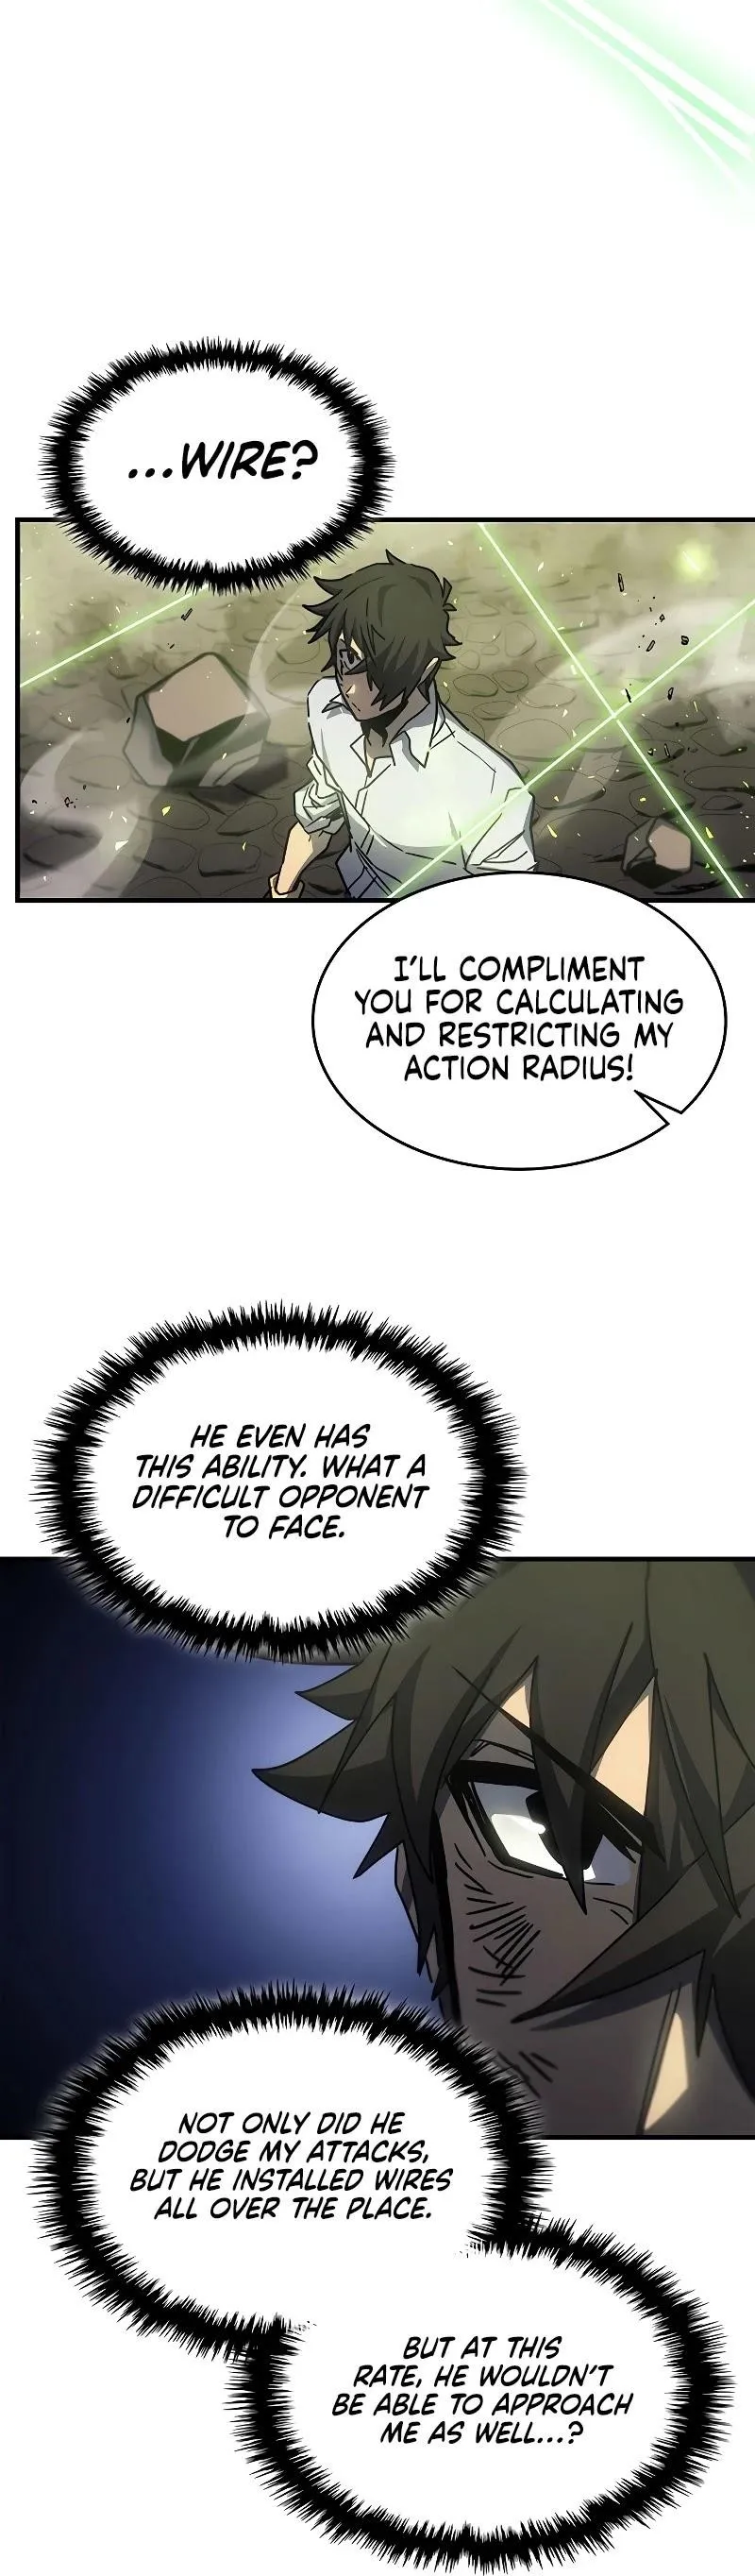 ...WIRE?
I'LL COMPLIMENT
YOU FOR CALCULATING
AND RESTRICTING MY
ACTION RADIUS!
HE EVEN HAS
THIS ABILITY. WHAT A
DIFFICULT OPPONENT
TO FACE.
NOT ONLY DID HE
DODGE MY ATTACKS,
BUT HE INSTALLED WIRES
ALL OVER THE PLACE.
BUT AT THIS
RATE, HE WOULDN'T
BE ABLE TO APPROACH
ME AS WELL...?